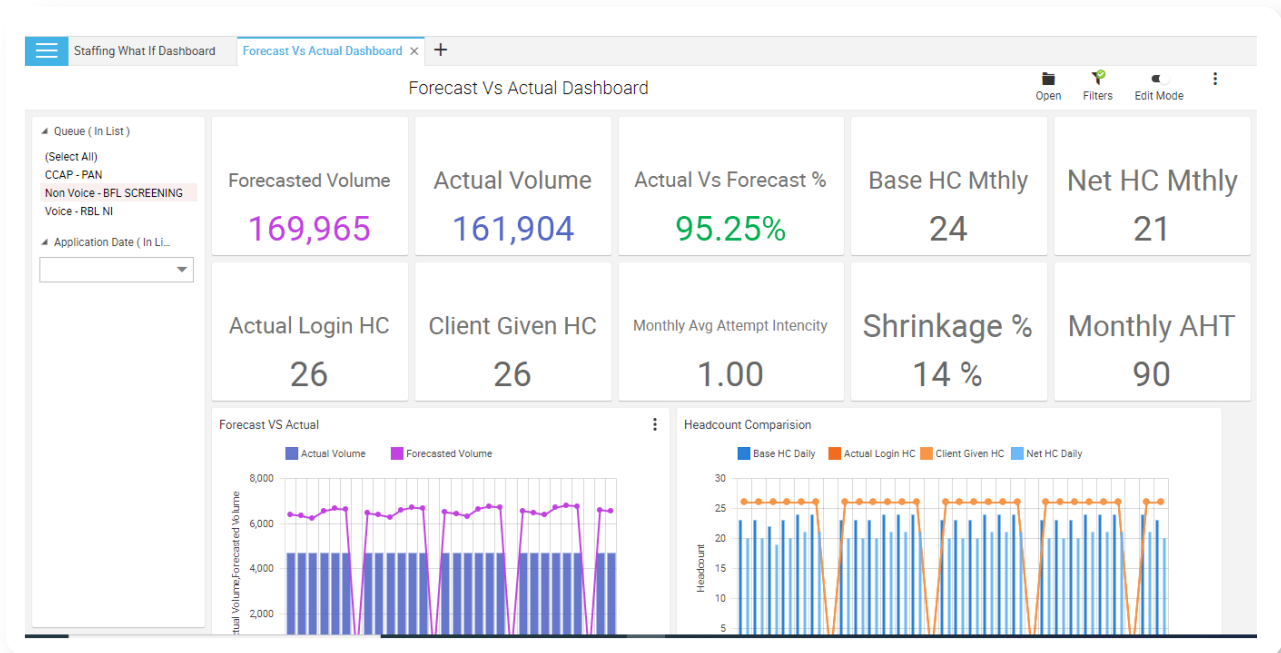 Staffing What If Dashboard
Forecast Vs Actual Dashboard × +
Forecast Vs Actual Dashboard
Open
Filters
Edit Mode
Queue ( In List )
(Select All)
CCAP - PAN
Non Voice - BFL SCREENING
Voice - RBL NI
Application Date ( In Li...
Forecasted Volume
169,965
Actual Volume
161,904
Actual Vs Forecast %
95.25%
Base HC Mthly
24
Net HC Mthly
21
Actual Login HC
26
Client Given HC
26
Monthly Avg Attempt Intencity
1.00
Shrinkage %
14 %
Monthly AHT
90
Forecast VS Actual
Actual Volume
Forecasted Volume
8,000
6,000
4,000
2,000
Volume,Forecasted Volume
Headcount Comparision
Base HC Daily
Actual Login HC
Client Given HC
Net HC Daily
30
25
20
15
10
5
Headcount